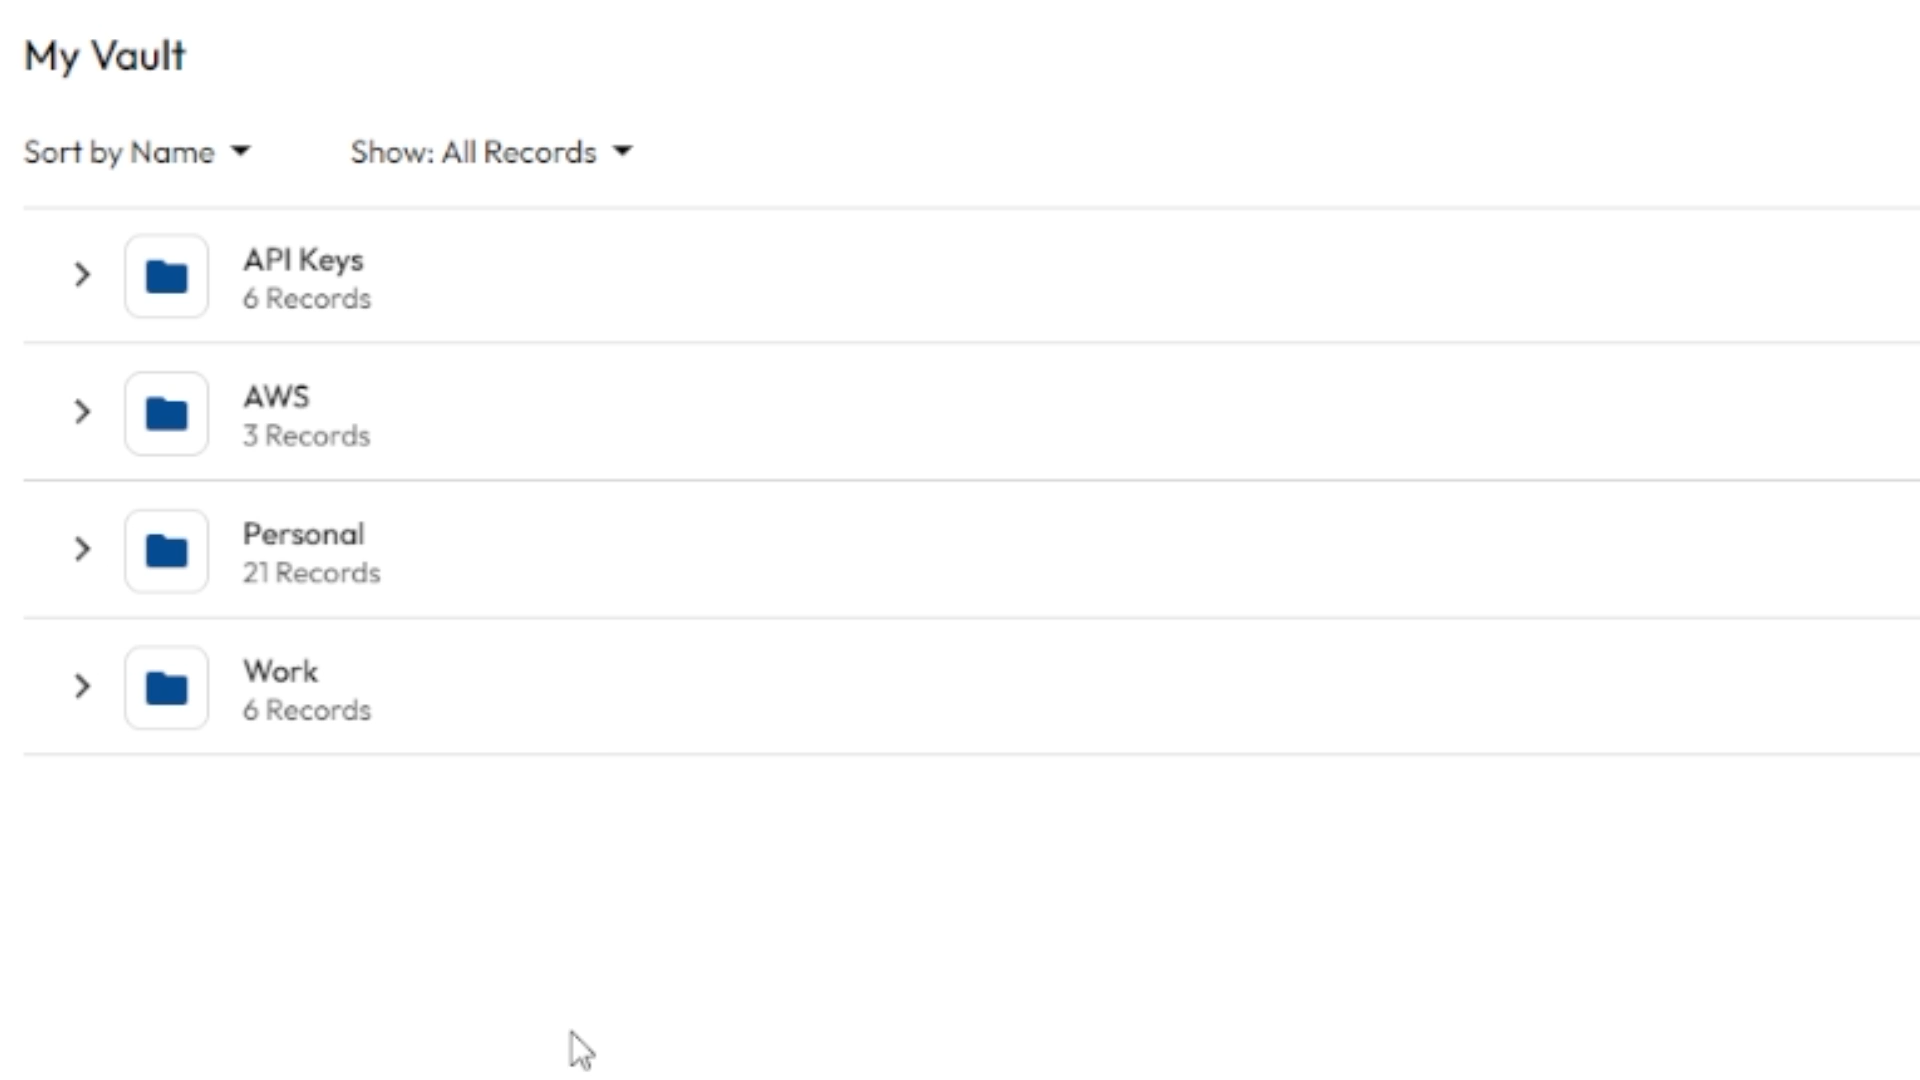 My Vault
Sort by Name
Show: All Records
API Keys
6 Records
AWS
3 Records
Personal
21 Records
Work
6 Records